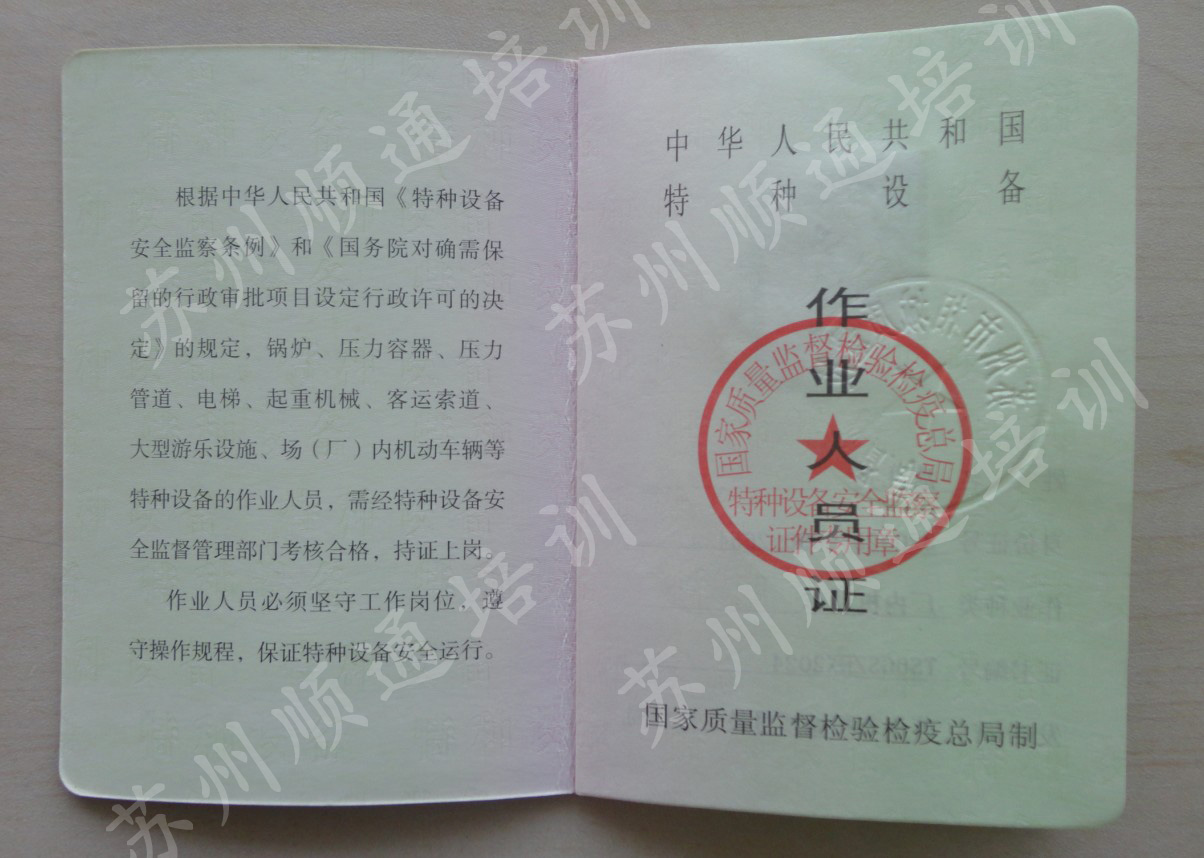 根据中华人民共和国《特种设备
安全监察条例》和《国务院对确需保
留的行政审批项目设定行政许可的决
定》的规定，锅炉、压力容器、压力
管道、电梯、起重机械、客运索道、
大型游乐设施、场（厂）内机动车辆等
特种设备的作业人员，需经特种设备安
全监督管理部门考核合格，持证上岗。
作业人员必须坚守工作岗位，遵
守操作规程，保证特种设备安全运行。
中华人民共和国
特种设备
作业人员证
国家质量监督检验检疫总局
特种设备安全监察
证件专用章
国家质量监督检验检疫总局制
苏州顺通培训
苏州顺通培训
苏州顺通培训
苏州顺通培训